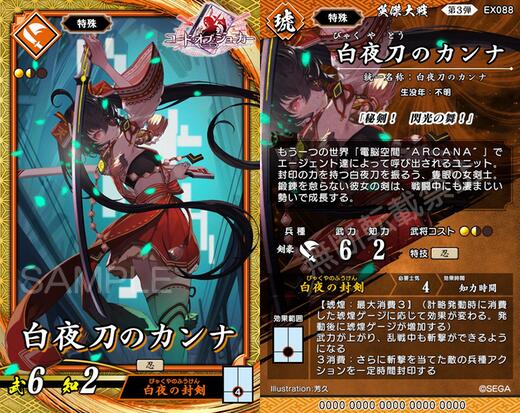 特殊
コード・オブ・ジョーカー
SAMPLE
白夜刀のカンナ
忍
武6 知2
びゃくやのふうけん
白夜の封剣
4
琥
特殊
英傑大戦
第3弾
EX088
びゃくやとう
白夜刀のカンナ
統一名称:白夜刀のカンナ
生没年:不明
「秘剣! 閃光の舞!」
もう一つの世界「電脳空間“ARCANA”」で
エージェント達によって呼び出されるユニット。
封印の力を持つ白夜刀を振るう、隻眼の女剣士。
鍛錬を怠らない彼女の剣は、戦闘中にも凄まじい
勢いで成長する。
無断転載禁
兵種 武力 知力 武将コスト
剣豪 6 2
特技 忍
びゃくやのふうけん
白夜の封剣
必要士気 4
効果時間 知力時間
効果範囲
【琥煌:最大消費3】(計略発動時に消費
した琥煌ゲージに応じて効果が変わる。発
動後に琥煌ゲージが増加する)
武力が上がり、乱戦中も斬撃ができるよう
になる
3消費:さらに斬撃を当てた敵の兵種アク
ションを一定時間封印する
Illustration:芳久
©SEGA
0000 0000 0000 0000 0000